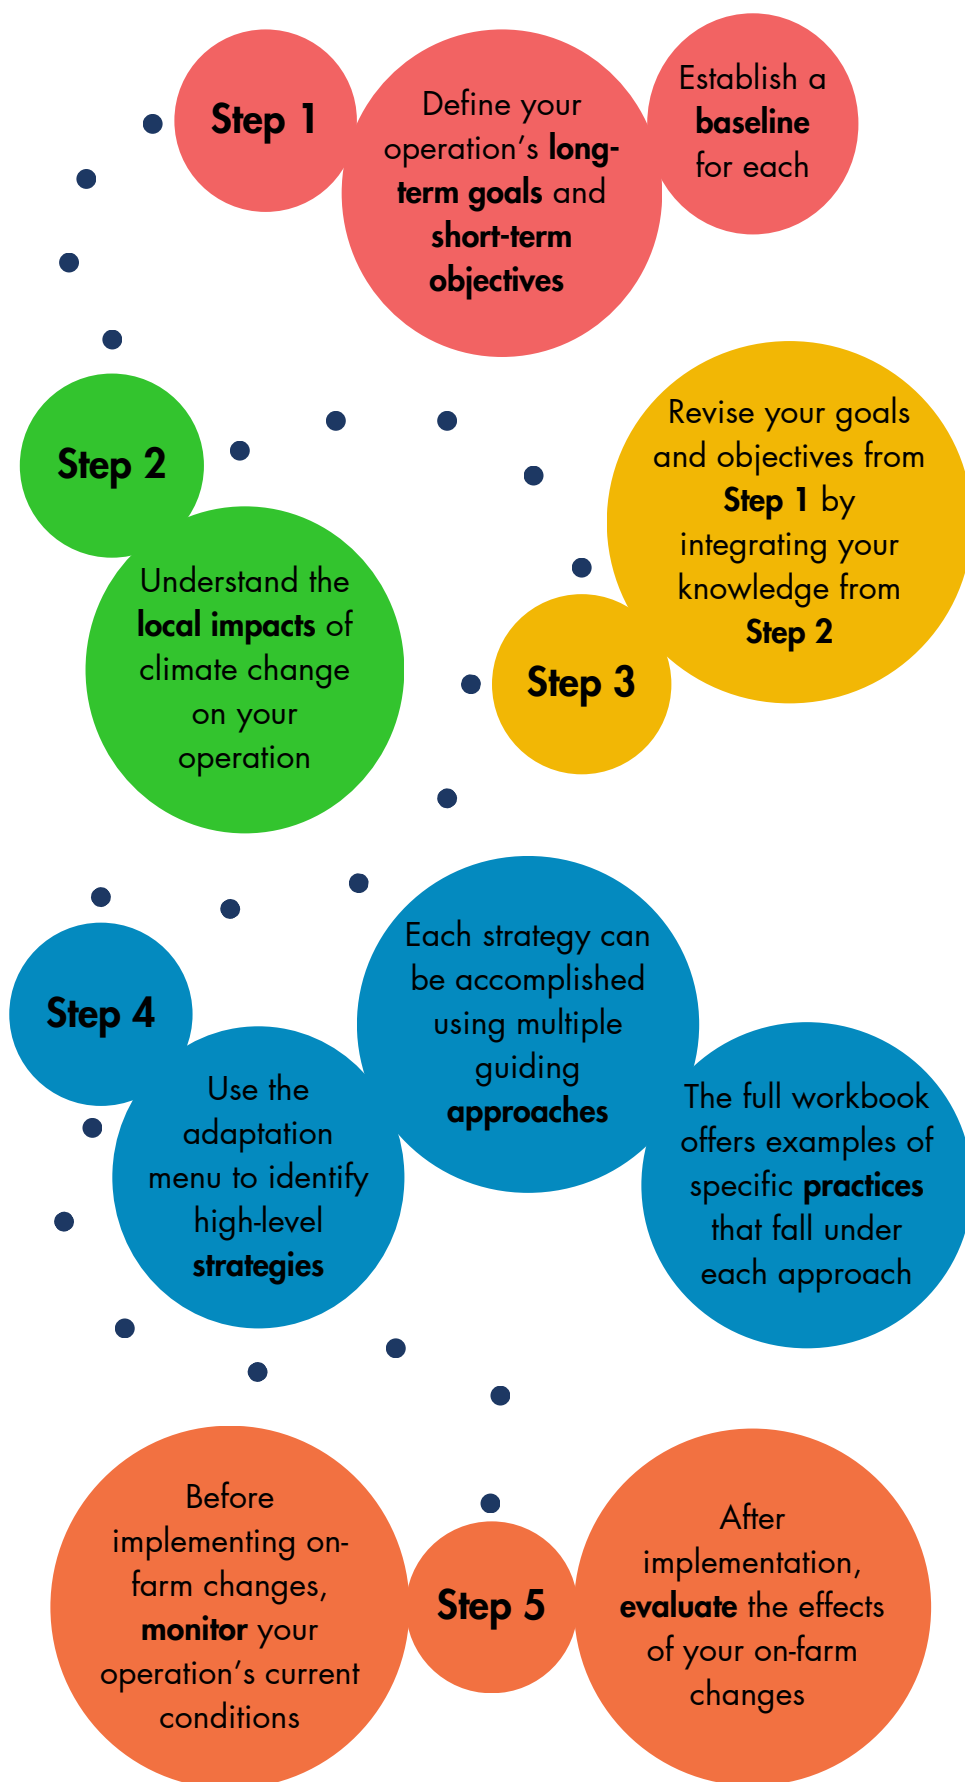 Step 1
Define your
operation's long-
term goals and
short-term
objectives
Establish a
baseline
for each
Step 2
Understand the
local impacts of
climate change
on your
operation
Step 3
Revise your goals
and objectives from
Step 1 by
integrating your
knowledge from
Step 2
Step 4
Use the
adaptation
menu to identify
high-level
strategies
Each strategy can
be accomplished
using multiple
guiding
approaches
The full workbook
offers examples of
specific practices
that fall under
each approach
Step 5
Before
implementing on-
farm changes,
monitor your
operation's current
conditions
After
implementation,
evaluate the effects
of your on-farm
changes